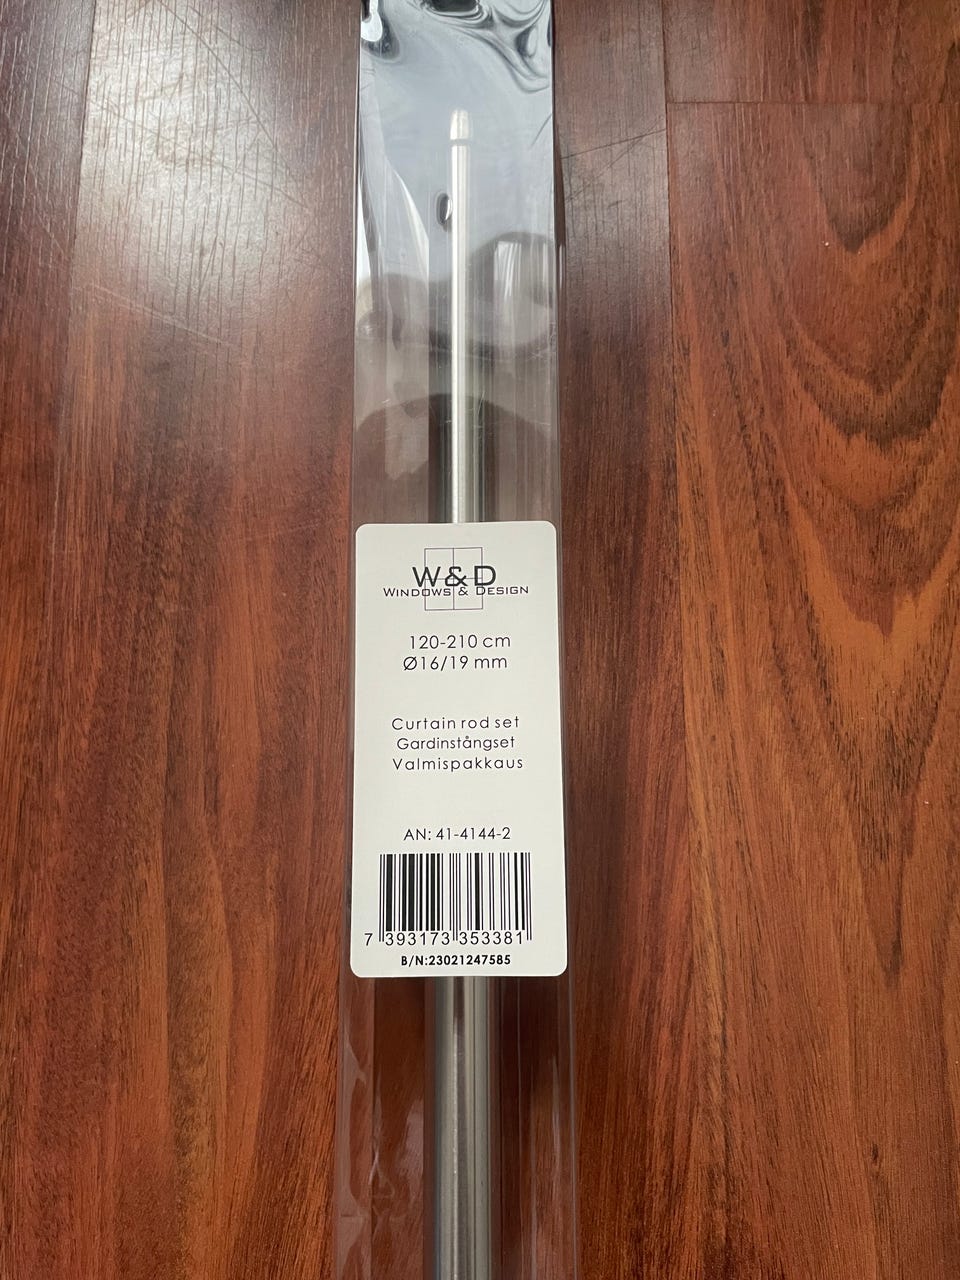 W&D
WINDOWS & DESIGN
120-210 cm
Ø16/19 mm
Curtain rod set
Gardinstångset
Valmispakkaus
AN: 41-4144-2
7 393173 353381
B/N:23021247585